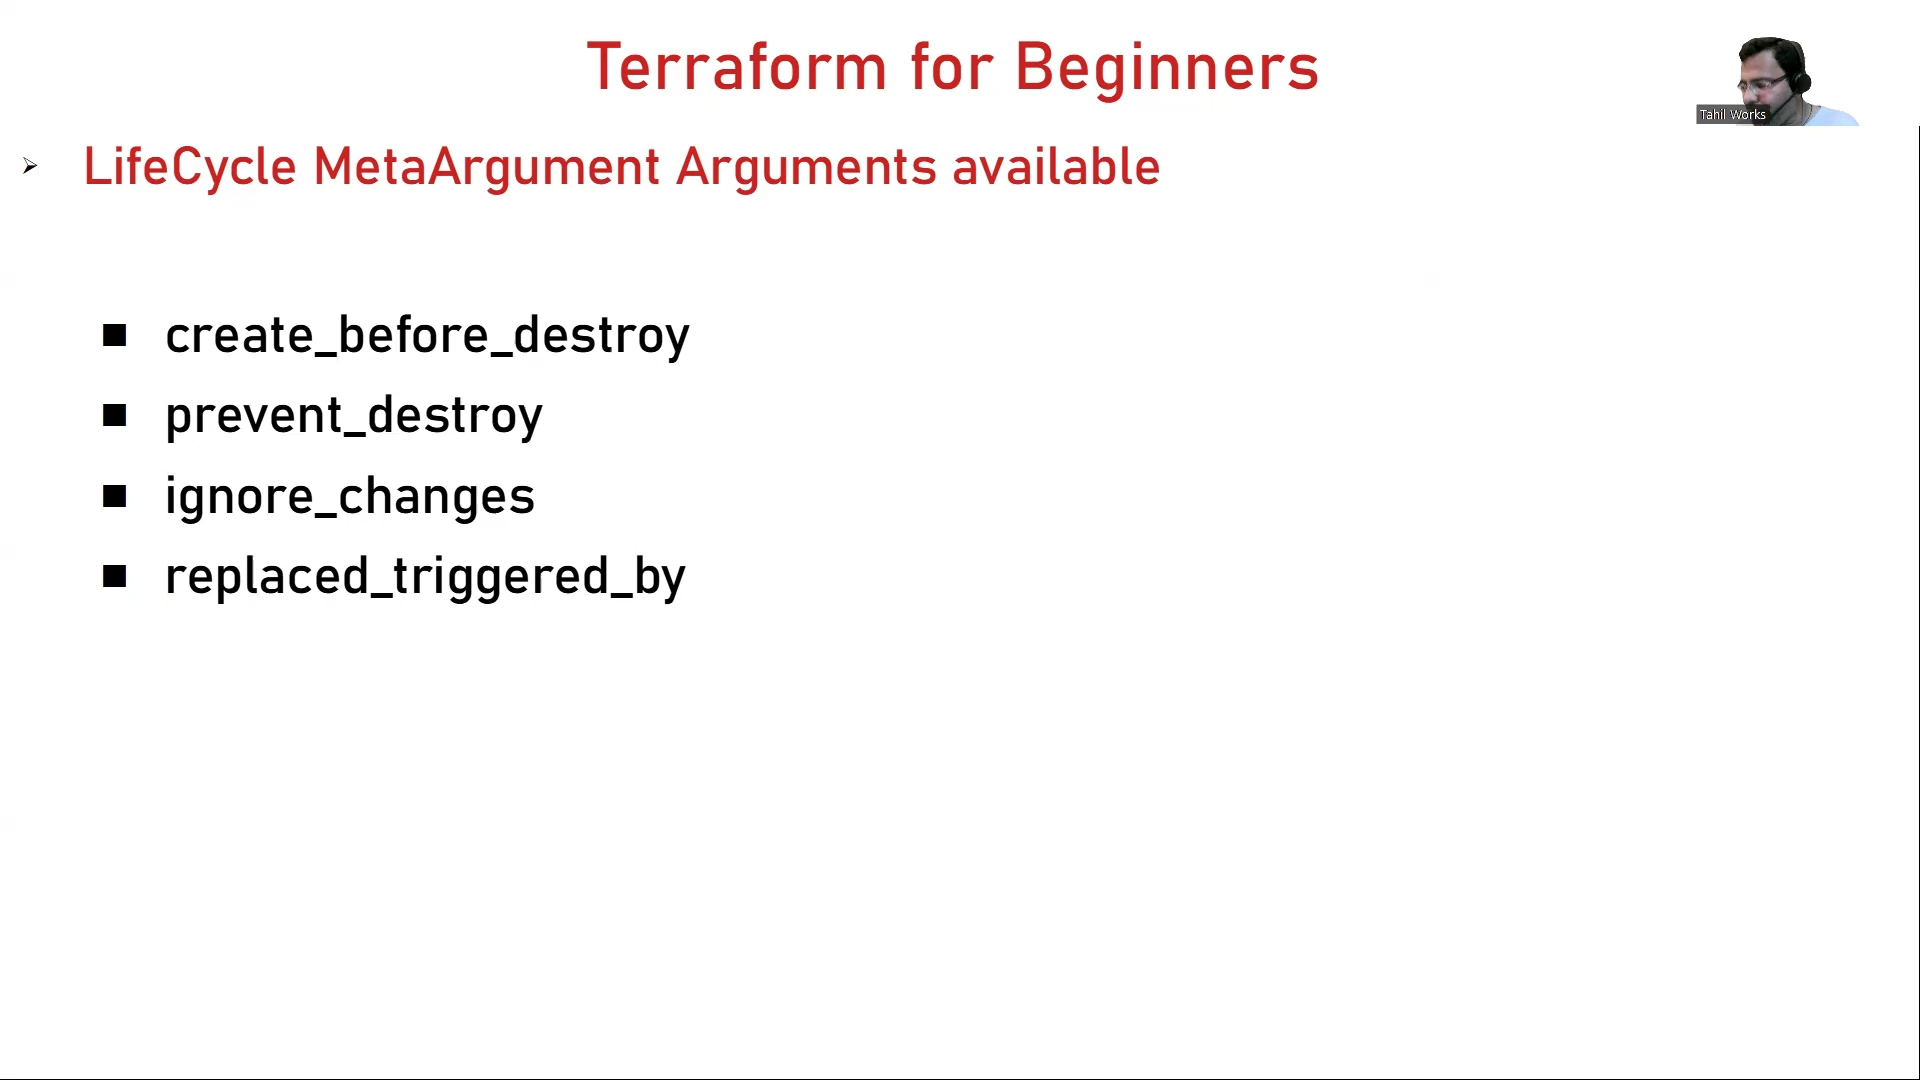 Terraform for Beginners
Tahil Works
LifeCycle MetaArgument Arguments available
create_before_destroy
prevent_destroy
ignore_changes
replaced_triggered_by